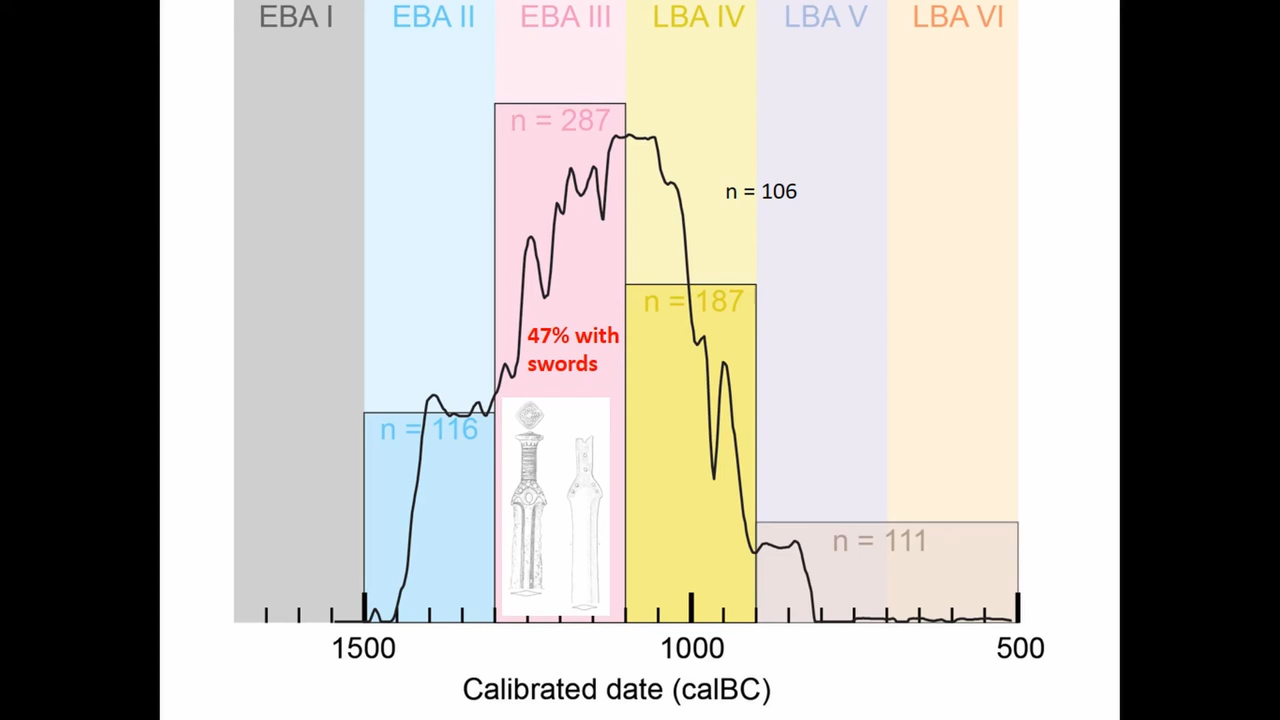 EBA I
EBA II
EBA III
LBA IV
LBA V
LBA VI
n = 287
n = 106
n = 187
47% with
swords
n = 116
n = 111
1500
1000
500
Calibrated date (calBC)